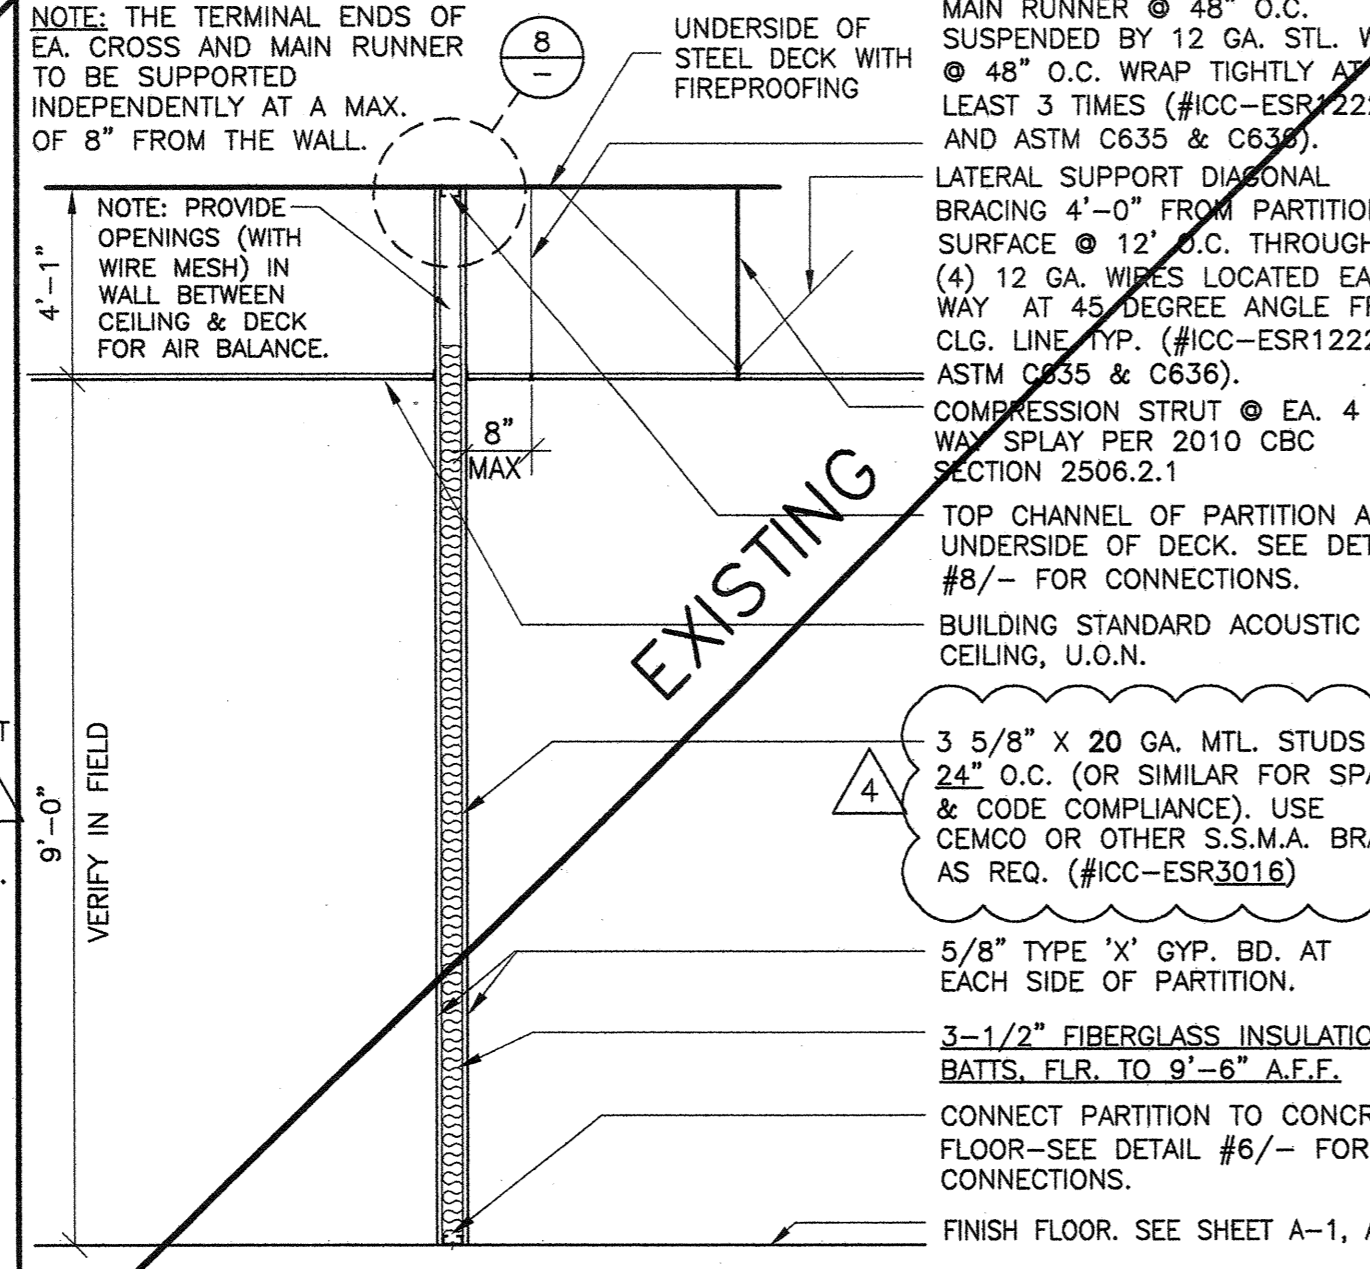 NOTE: THE TERMINAL ENDS OF
EA. CROSS AND MAIN RUNNER
TO BE SUPPORTED
INDEPENDENTLY AT A MAX.
OF 8" FROM THE WALL.
8
-
UNDERSIDE OF
STEEL DECK WITH
FIREPROOFING
MAIN RUNNER @ 48" O.C.
SUSPENDED BY 12 GA. STL.
@ 48" O.C. WRAP TIGHTLY AT
LEAST 3 TIMES (#ICC-ESR1222
AND ASTM C635 & C636).
LATERAL SUPPORT DIAGONAL
BRACING 4'-0" FROM PARTITION
SURFACE @ 12' O.C. THROUGH
(4) 12 GA. WIRES LOCATED EA
WAY AT 45 DEGREE ANGLE
CLG. LINE TYP. (#ICC-ESR1222
ASTM C635 & C636).
COMPRESSION STRUT @ EA. 4
WAY SPLAY PER 2010 CBC
SECTION 2506.2.1
TOP CHANNEL OF PARTITION
UNDERSIDE OF DECK. SEE
#8/- FOR CONNECTIONS.
BUILDING STANDARD ACOUSTIC
CEILING, U.O.N.
3 5/8" X 20 GA. MTL. STUDS
24" O.C. (OR SIMILAR FOR
& CODE COMPLIANCE). USE
CEMCO OR OTHER S.S.M.A.
AS REQ. (#ICC-ESR3016)
4
5/8" TYPE 'X' GYP. BD. AT
EACH SIDE OF PARTITION.
3-1/2" FIBERGLASS
BATTS, FLR. TO 9'-6" A.F.F.
CONNECT PARTITION TO
FLOOR-SEE DETAIL #6/- FOR
CONNECTIONS.
FINISH FLOOR. SEE SHEET A-1,
NOTE: PROVIDE
OPENINGS (WITH
WIRE MESH) IN
WALL BETWEEN
CEILING & DECK
FOR AIR BALANCE.
4'-1"
8"
MAX
EXISTING
9'-0"
VERIFY IN FIELD